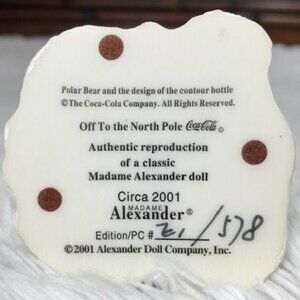 Polar Bear and the design of the contour bottle
© The Coca-Cola Company. All Rights Reserved.
Off To the North Pole Coca-Cola ®
Authentic reproduction
of a classic
Madame Alexander doll
Circa 2001
MADAME
Alexander®
Edition/PC # 21/578
© 2001 Alexander Doll Company, Inc.